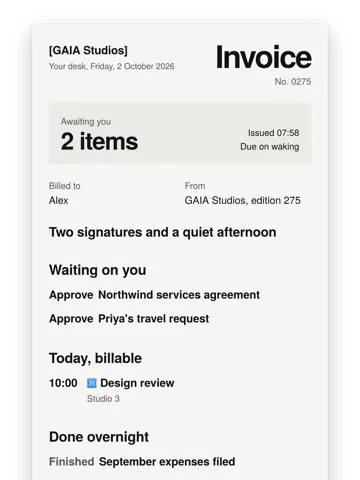 [GAIA Studios]
Invoice
Your desk, Friday, 2 October 2026
No. 0275
Awaiting you
2 items
Issued 07:58
Due on waking
Billed to
From
Alex
GAIA Studios, edition 275
Two signatures and a quiet afternoon
Waiting on you
Approve Northwind services agreement
Approve Priya's travel request
Today, billable
10:00 31 Design review
Studio 3
Done overnight
Finished September expenses filed